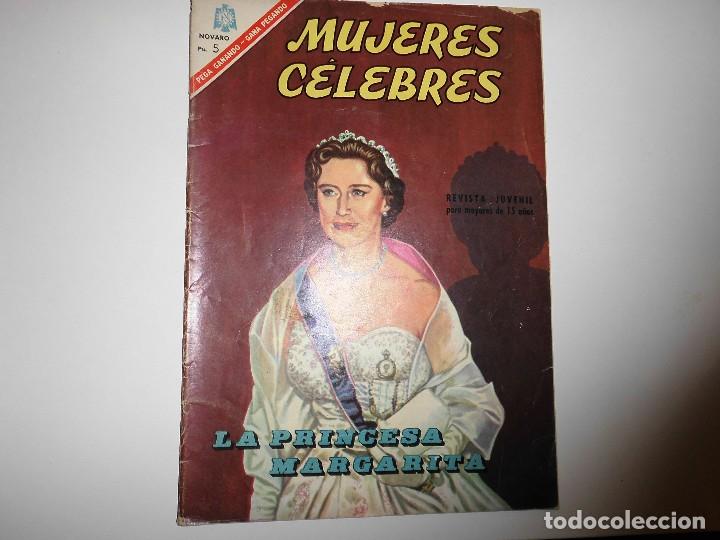 NOVARO
Pts. 5
PEGA GANANDO - GANA PEGANDO
MUJERES
CÉLEBRES
REVISTA JUVENIL
para mayores de 15 años
LA PRINCESA
MARGARITA
todocoleccion